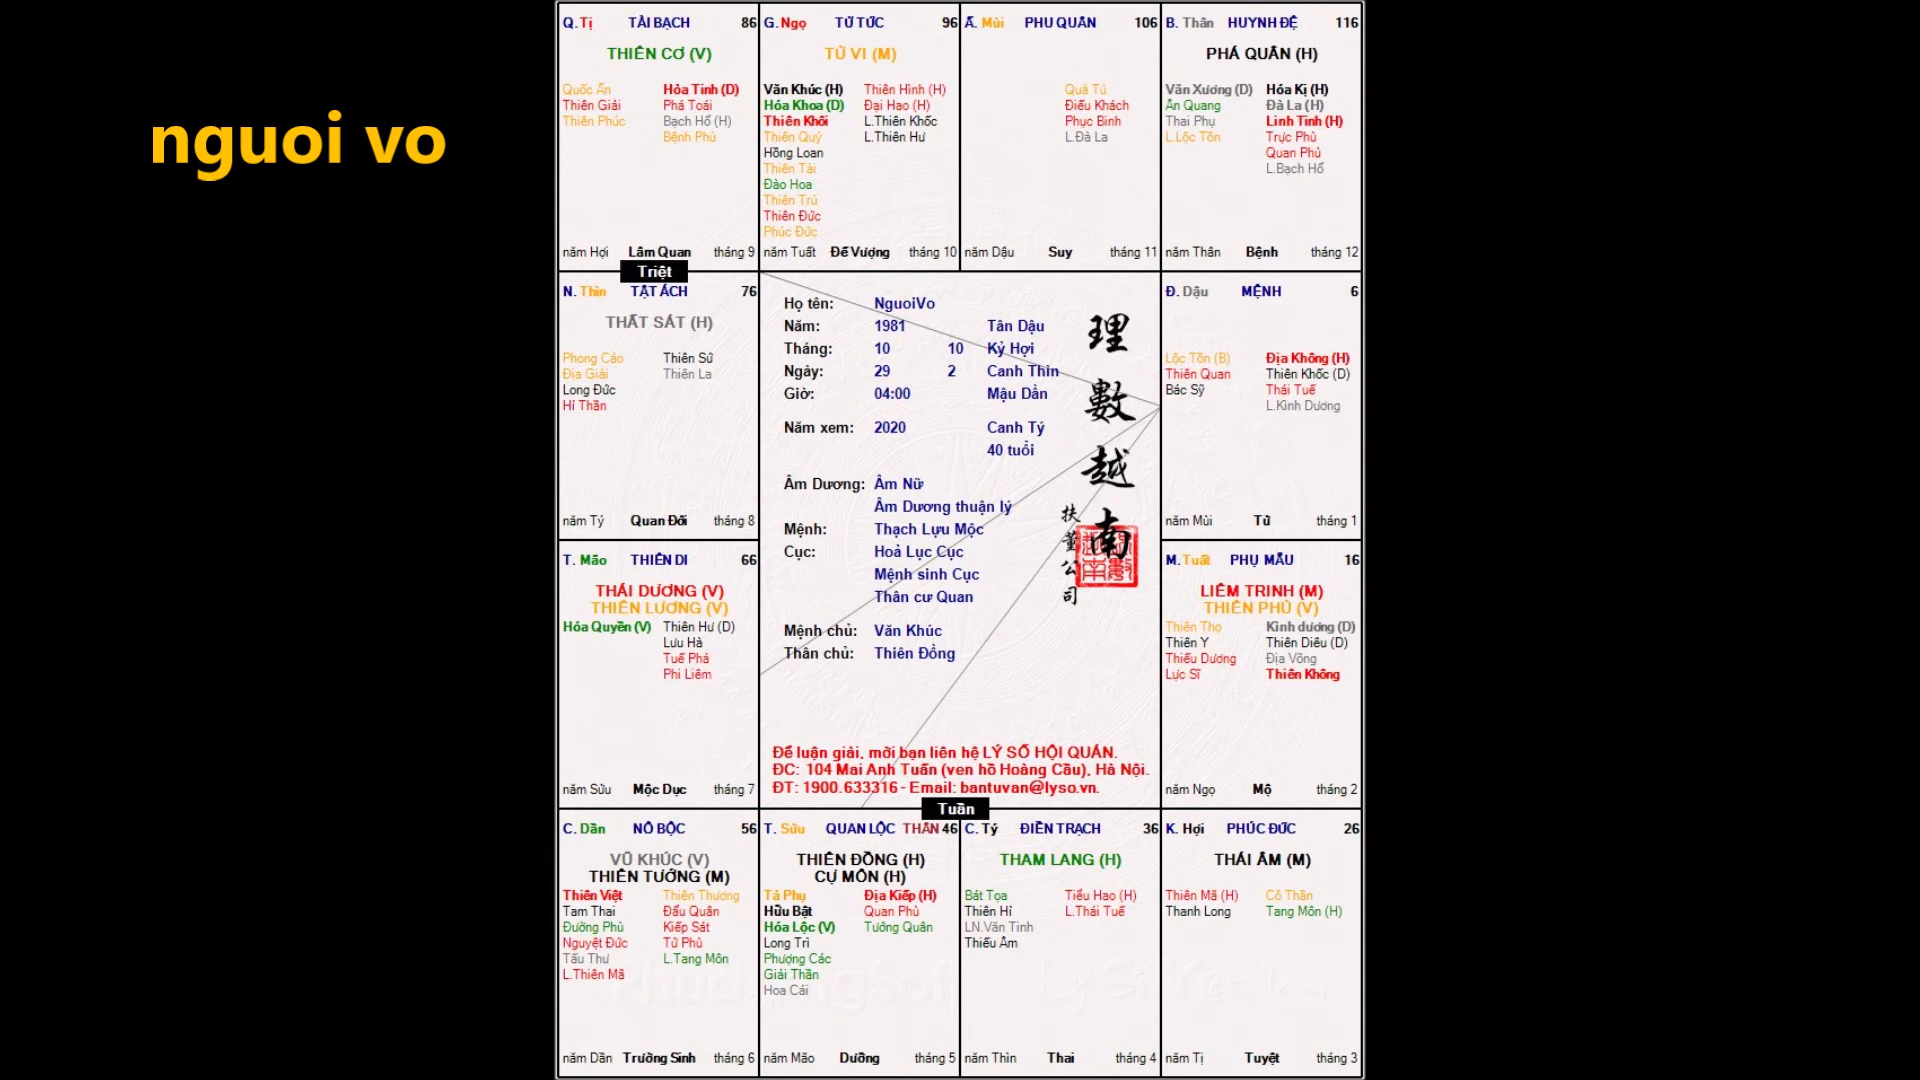 nguoi vo
Q. Tị TÀI BẠCH 86
THIÊN CƠ (V)
Quốc Ấn Hỏa Tinh (D)
Thiên Giải Phá Toái
Thiên Phúc Bạch Hổ (H)
Bệnh Phù
năm Hợi Lâm Quan tháng 9
G. Ngọ TỬ TỨC 96
TỬ VI (M)
Văn Khúc (H) Thiên Hình (H)
Hóa Khoa (D) Đại Hao (H)
Thiên Khôi L.Thiên Khốc
Thiên Quý L.Thiên Hư
Hồng Loan
Thiên Tài
Đào Hoa
Thiên Trù
Thiên Đức
Phúc Đức
năm Tuất Đế Vượng tháng 10
Ấ. Mùi PHU QUÂN 106
Quả Tú
Điếu Khách
Phục Binh
L.Đà La
năm Dậu Suy tháng 11
B. Thân HUYNH ĐỆ 116
PHÁ QUÂN (H)
Văn Xương (D) Hóa Kị (H)
Ân Quang Đà La (H)
Thai Phụ Linh Tinh (H)
L.Lộc Tồn Trực Phù
Quan Phủ
L.Bạch Hổ
năm Thân Bệnh tháng 12
Triệt
N. Thìn TẬT ÁCH 76
THẤT SÁT (H)
Phong Cáo Thiên Sứ
Địa Giải Thiên La
Long Đức
Hỉ Thần
năm Tý Quan Đới tháng 8
Họ tên: NguoiVo
Năm: 1981 Tân Dậu
Tháng: 10 10 Kỷ Hợi
Ngày: 29 2 Canh Thìn
Giờ: 04:00 Mậu Dần
Năm xem: 2020 Canh Tý
40 tuổi
Âm Dương: Âm Nữ
Âm Dương thuận lý
Mệnh: Thạch Lựu Mộc
Cục: Hoả Lục Cục
Mệnh sinh Cục
Thân cư Quan
Mệnh chủ: Văn Khúc
Thân chủ: Thiên Đồng
理數越南
扶董公司
Để luận giải, mời bạn liên hệ LÝ SỐ HỘI QUÁN.
ĐC: 104 Mai Anh Tuấn (ven hồ Hoàng Cầu), Hà Nội.
ĐT: 1900.633316 - Email: bantuvan@lyso.vn.
Đ. Dậu MỆNH 6
Lộc Tồn (B) Địa Không (H)
Thiên Quan Thiên Khốc (D)
Bác Sỹ Thái Tuế
L.Kình Dương
năm Mùi Tử tháng 1
T. Mão THIÊN DI 66
THÁI DƯƠNG (V)
THIÊN LƯƠNG (V)
Hóa Quyền (V) Thiên Hư (D)
Lưu Hà
Tuế Phá
Phi Liêm
năm Sửu Mộc Dục tháng 7
M. Tuất PHỤ MẪU 16
LIÊM TRINH (M)
THIÊN PHỦ (V)
Thiên Thọ Kình dương (D)
Thiên Y Thiên Diêu (D)
Thiếu Dương Địa Võng
Lực Sĩ Thiên Không
năm Ngọ Mộ tháng 2
Tuần
C. Dần NÔ BỘC 56
VŨ KHÚC (V)
THIÊN TƯỚNG (M)
Thiên Việt Thiên Thương
Tam Thai Đẩu Quân
Đường Phù Kiếp Sát
Nguyệt Đức Tử Phù
Tấu Thư L.Tang Môn
L.Thiên Mã
năm Dần Trường Sinh tháng 6
T. Sửu QUAN LỘC THÂN 46
THIÊN ĐỒNG (H)
CỰ MÔN (H)
Tả Phụ Địa Kiếp (H)
Hữu Bật Quan Phù
Hóa Lộc (V) Tướng Quân
Long Trì
Phượng Các
Giải Thần
Hoa Cái
năm Mão Dưỡng tháng 5
C. Tý ĐIỀN TRẠCH 36
THAM LANG (H)
Bát Tọa Tiểu Hao (H)
Thiên Hỉ L.Thái Tuế
LN.Văn Tinh
Thiếu Âm
năm Thìn Thai tháng 4
K. Hợi PHÚC ĐỨC 26
THÁI ÂM (M)
Thiên Mã (H) Cô Thần
Thanh Long Tang Môn (H)
năm Tị Tuyệt tháng 3